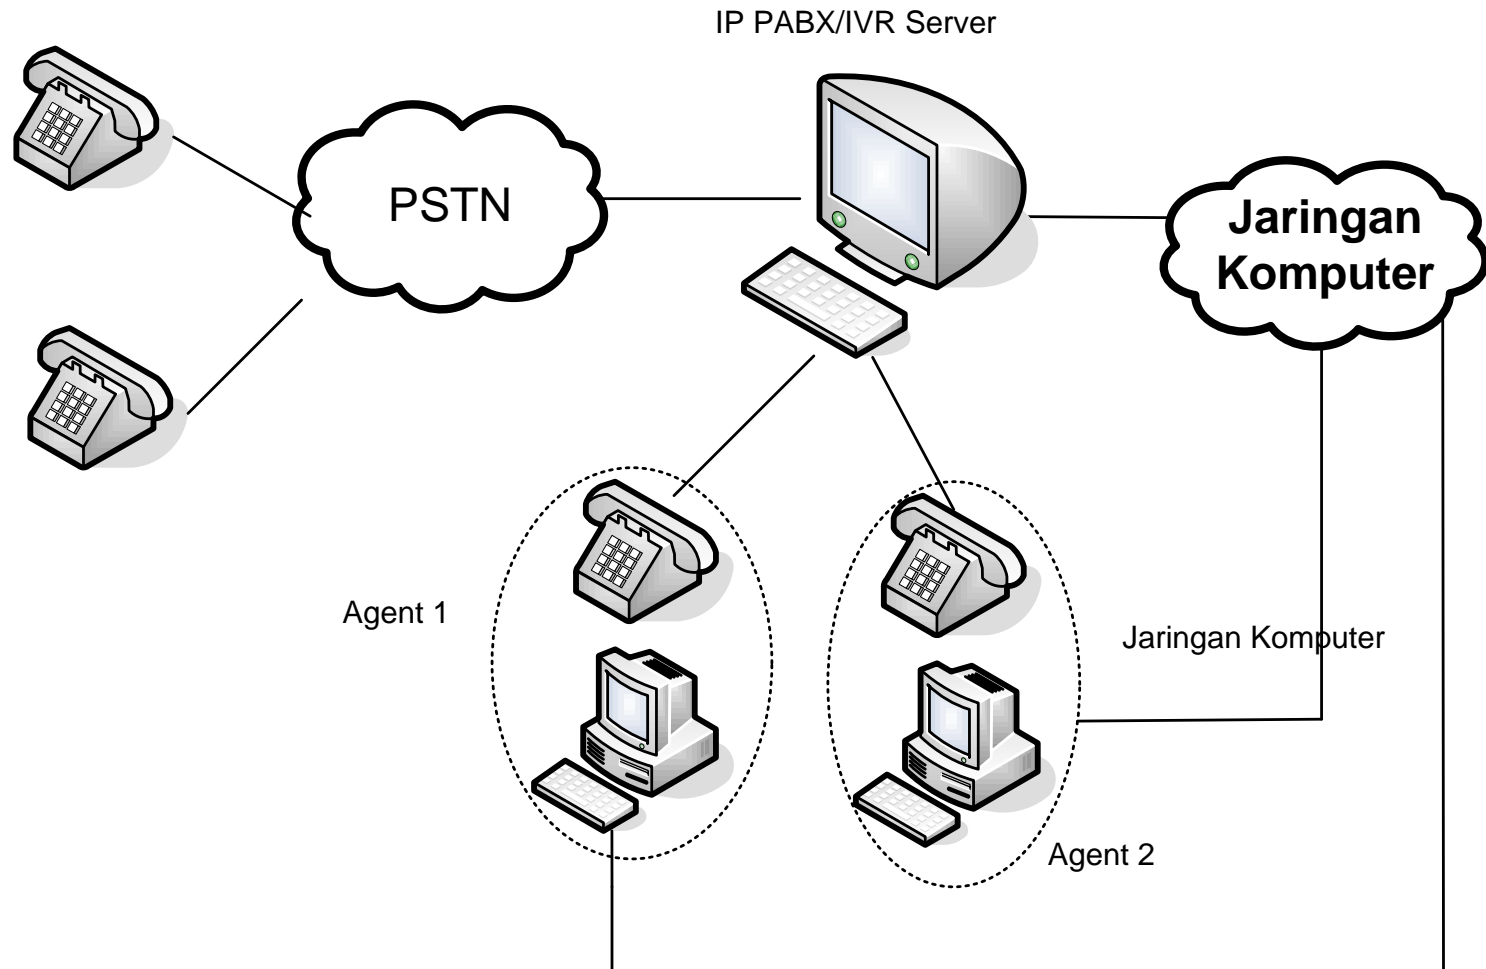 IP PABX/IVR Server
PSTN
Jaringan
Komputer
Agent 1
Jaringan Komputer
Agent 2